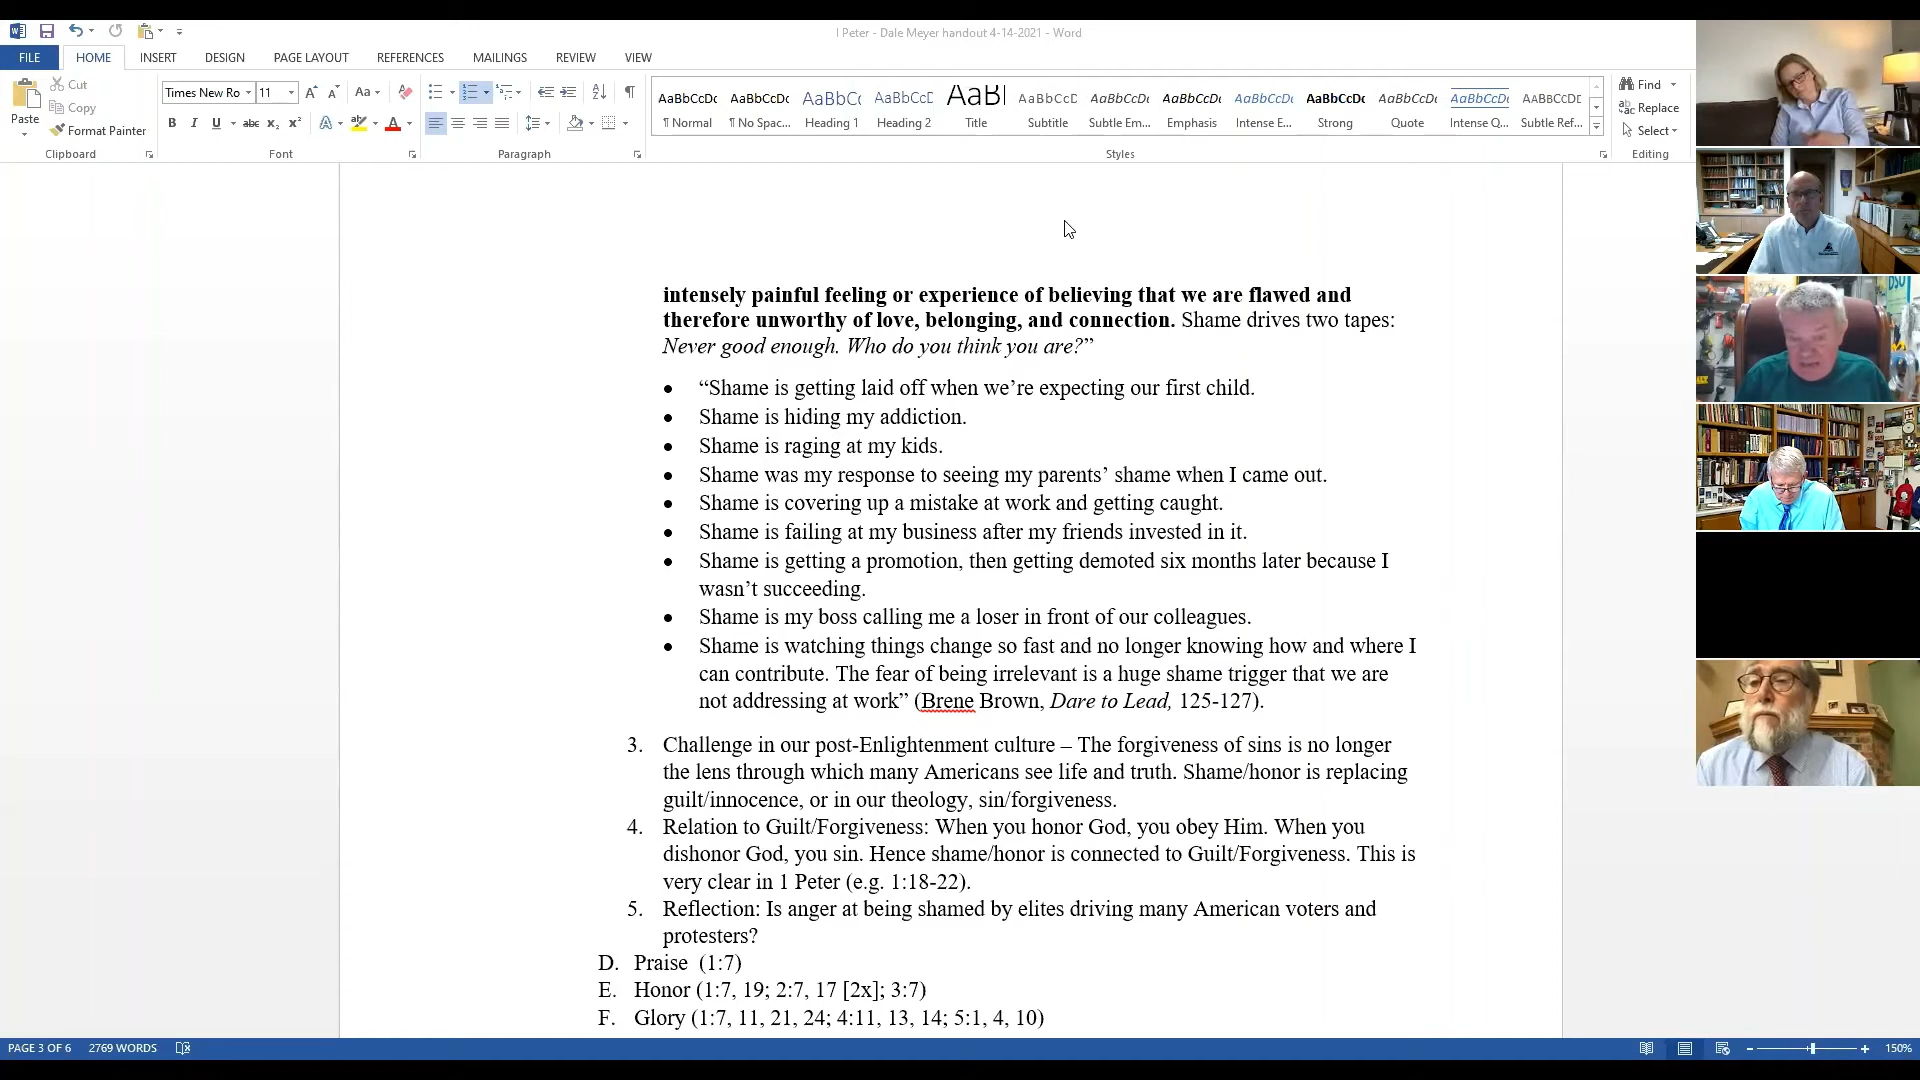 I Peter - Dale Meyer handout 4-14-2021 - Word
FILE HOME INSERT DESIGN PAGE LAYOUT REFERENCES MAILINGS REVIEW VIEW
Paste
Cut
Copy
Format Painter
Clipboard
Times New Ro 11
Font
Paragraph
AaBbCcDc AaBbCcDc AaBbCc AaBbCcD AaB AaBbCcD AaBbCcDc AaBbCcDc AaBbCcDc AaBbCcDc AaBbCcDc AaBbCcDc AaBbCcDc
¶ Normal ¶ No Spac... Heading 1 Heading 2 Title Subtitle Subtle Em... Emphasis Intense E... Strong Quote Intense Q... Subtle Ref...
Styles
Find
Replace
Select
Editing
intensely painful feeling or experience of believing that we are flawed and
therefore unworthy of love, belonging, and connection. Shame drives two tapes:
Never good enough. Who do you think you are?”
• “Shame is getting laid off when we’re expecting our first child.
• Shame is hiding my addiction.
• Shame is raging at my kids.
• Shame was my response to seeing my parents’ shame when I came out.
• Shame is covering up a mistake at work and getting caught.
• Shame is failing at my business after my friends invested in it.
• Shame is getting a promotion, then getting demoted six months later because I
wasn’t succeeding.
• Shame is my boss calling me a loser in front of our colleagues.
• Shame is watching things change so fast and no longer knowing how and where I
can contribute. The fear of being irrelevant is a huge shame trigger that we are
not addressing at work” (Brene Brown, Dare to Lead, 125-127).
3. Challenge in our post-Enlightenment culture – The forgiveness of sins is no longer
the lens through which many Americans see life and truth. Shame/honor is replacing
guilt/innocence, or in our theology, sin/forgiveness.
4. Relation to Guilt/Forgiveness: When you honor God, you obey Him. When you
dishonor God, you sin. Hence shame/honor is connected to Guilt/Forgiveness. This is
very clear in 1 Peter (e.g. 1:18-22).
5. Reflection: Is anger at being shamed by elites driving many American voters and
protesters?
D. Praise (1:7)
E. Honor (1:7, 19; 2:7, 17 [2x]; 3:7)
F. Glory (1:7, 11, 21, 24; 4:11, 13, 14; 5:1, 4, 10)
PAGE 3 OF 6 2769 WORDS
150%